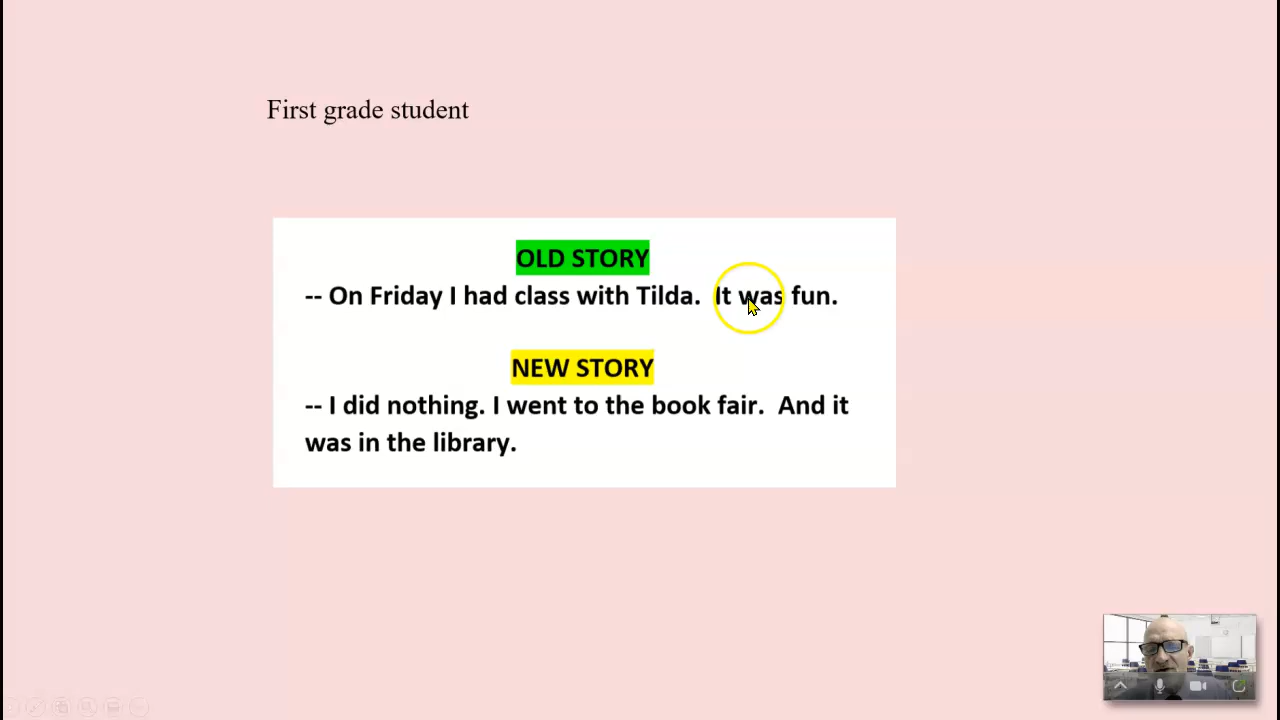 First grade student
OLD STORY
-- On Friday I had class with Tilda.  It was fun.
NEW STORY
-- I did nothing. I went to the book fair.  And it
was in the library.